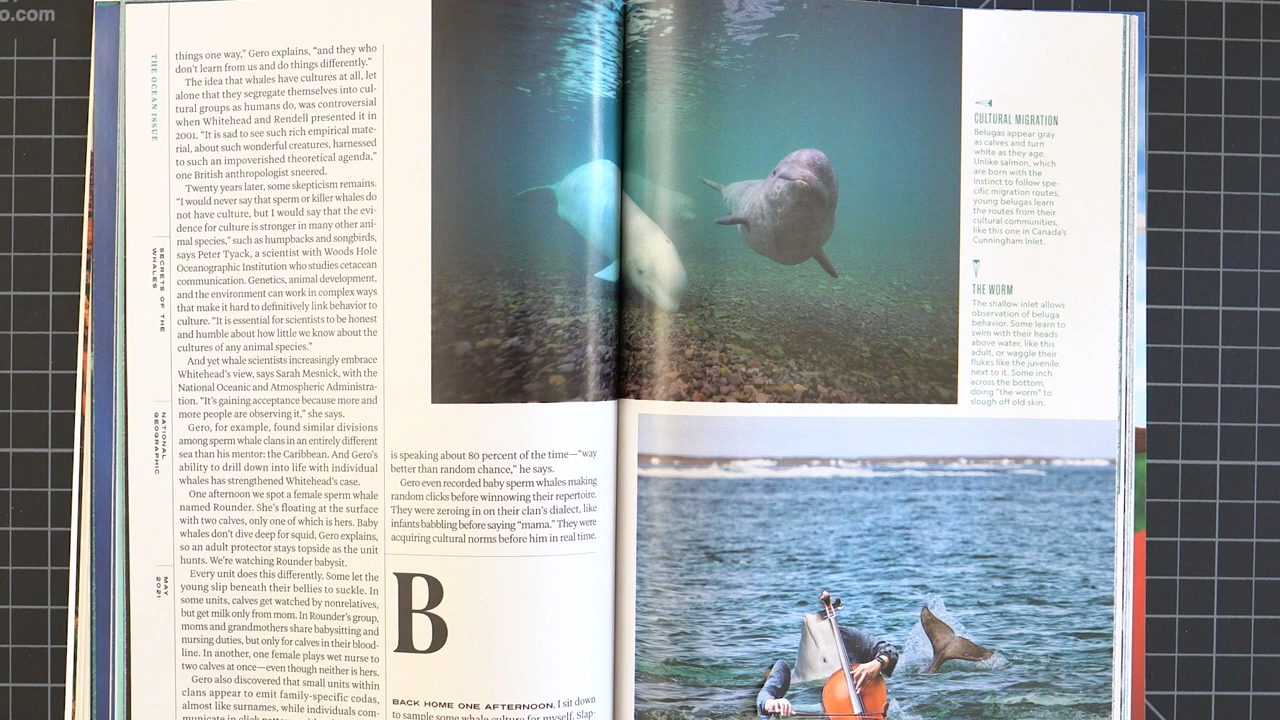 o.com
THE OCEAN ISSUE
SECRETS OF THE
WHALES
NATIONAL
GEOGRAPHIC
MAY
2021
things one way," Gero explains, "and they who
don't learn from us and do things differently."
The idea that whales have cultures at all, let
alone that they segregate themselves into cul-
tural groups as humans do, was controversial
when Whitehead and Rendell presented it in
2001. "It is sad to see such rich empirical mate-
rial, about such wonderful creatures, harnessed
to such an impoverished theoretical agenda,"
one British anthropologist sneered.
Twenty years later, some skepticism remains.
"I would never say that sperm or killer whales do
not have culture, but I would say that the evi-
dence for culture is stronger in many other ani-
mal species," such as humpbacks and songbirds,
says Peter Tyack, a scientist with Woods Hole
Oceanographic Institution who studies cetacean
communication. Genetics, animal development,
and the environment can work in complex ways
that make it hard to definitively link behavior to
culture. "It is essential for scientists to be honest
and humble about how little we know about the
cultures of any animal species."
And yet whale scientists increasingly embrace
Whitehead's view, says Sarah Mesnick, with the
National Oceanic and Atmospheric Administra-
tion. "It's gaining acceptance because more and
more people are observing it," she says.
Gero, for example, found similar divisions
among sperm whale clans in an entirely different
sea than his mentor: the Caribbean. And Gero's
ability to drill down into life with individual
whales has strengthened Whitehead's case.
One afternoon we spot a female sperm whale
named Rounder. She's floating at the surface
with two calves, only one of which is hers. Baby
whales don't dive deep for squid, Gero explains,
so an adult protector stays topside as the unit
hunts. We're watching Rounder babysit.
Every unit does this differently. Some let the
young slip beneath their bellies to suckle. In
some units, calves get watched by nonrelatives,
but get milk only from mom. In Rounder's group,
moms and grandmothers share babysitting and
nursing duties, but only for calves in their blood-
line. In another, one female plays wet nurse to
two calves at once—even though neither is hers.
Gero also discovered that small units within
clans appear to emit family-specific codas,
almost like surnames, while individuals com-
municate in click
is speaking about 80 percent of the time—"way
better than random chance," he says.
Gero even recorded baby sperm whales making
random clicks before winnowing their repertoire.
They were zeroing in on their clan's dialect, like
infants babbling before saying "mama." They were
acquiring cultural norms before him in real time.
B
BACK HOME ONE AFTERNOON, I sit down
to sample some whale culture for myself. Slap-
CULTURAL MIGRATION
Belugas appear gray
as calves and turn
white as they age.
Unlike salmon, which
are born with the
instinct to follow spe-
cific migration routes,
young belugas learn
the routes from their
cultural communities,
like this one in Canada's
Cunningham Inlet.
THE WORM
The shallow inlet allows
observation of beluga
behavior. Some learn to
swim with their heads
above water, like this
adult, or waggle their
flukes like the juvenile
next to it. Some inch
across the bottom,
doing "the worm" to
slough off old skin.